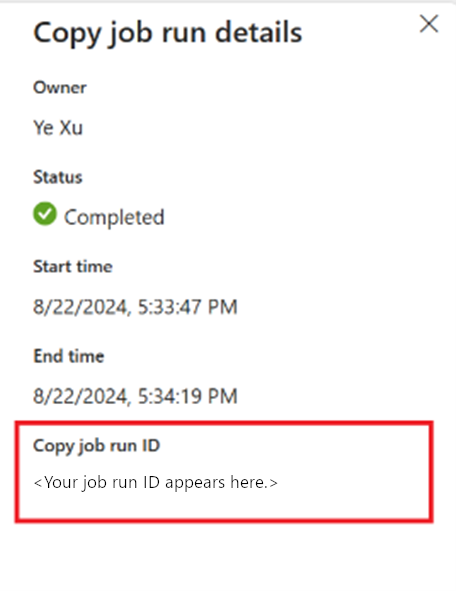 Copy job run details
Owner
Ye Xu
Status
Completed
Start time
8/22/2024, 5:33:47 PM
End time
8/22/2024, 5:34:19 PM
Copy job run ID
<Your job run ID appears here.>